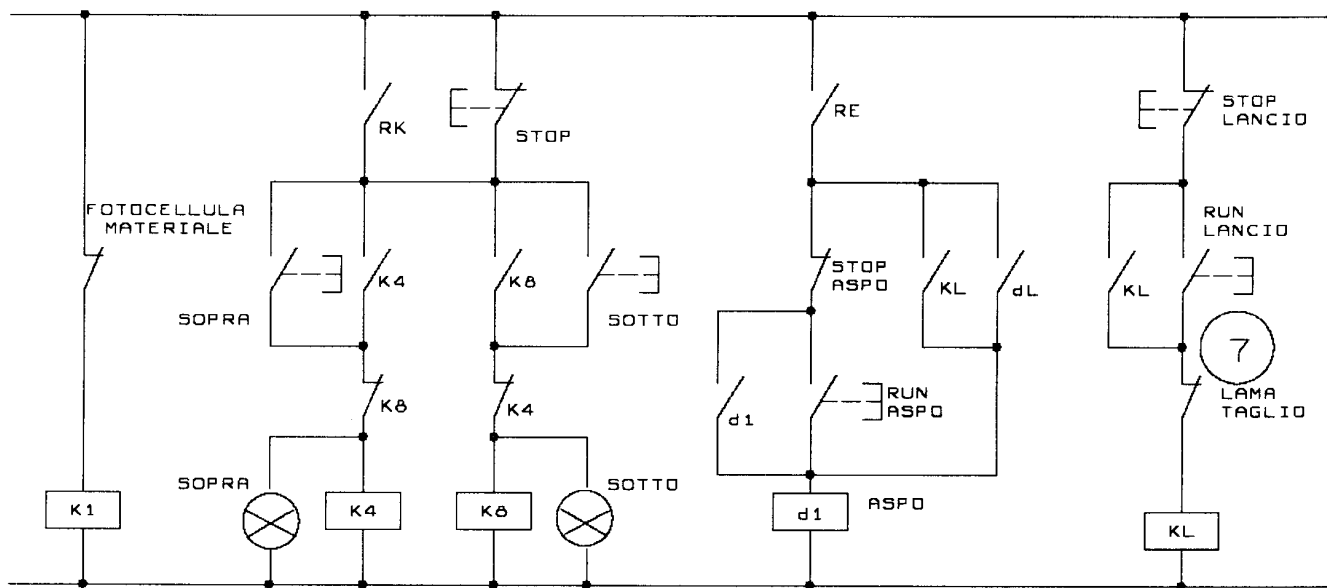 RK
STOP
RE
STOP
LANCIO
FOTOCELLULA
MATERIALE
RUN
LANCIO
K4
K8
STOP
ASPO
KL
dL
KL
SOPRA
SOTTO
7
K8
K4
d1
RUN
ASPO
LAMA
TAGLIO
SOPRA
SOTTO
K1
K4
K8
d1
ASPO
KL